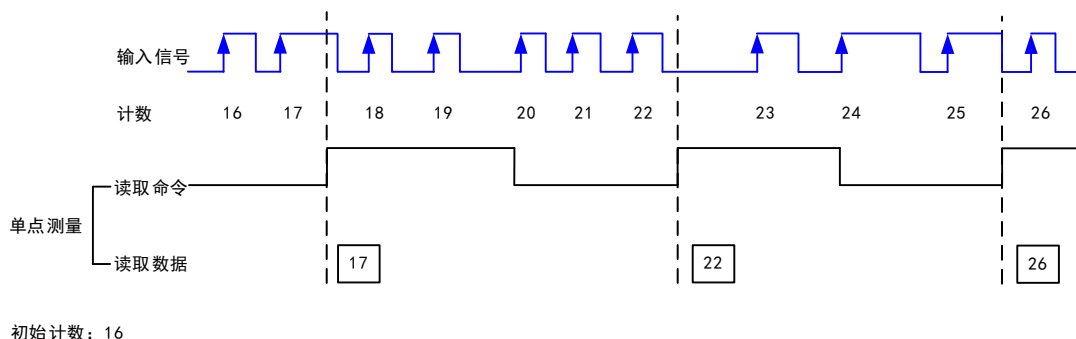 输入信号
计数 16 17 18 19 20 21 22 23 24 25 26
读取命令
单点测量
读取数据 17 22 26
初始计数：16